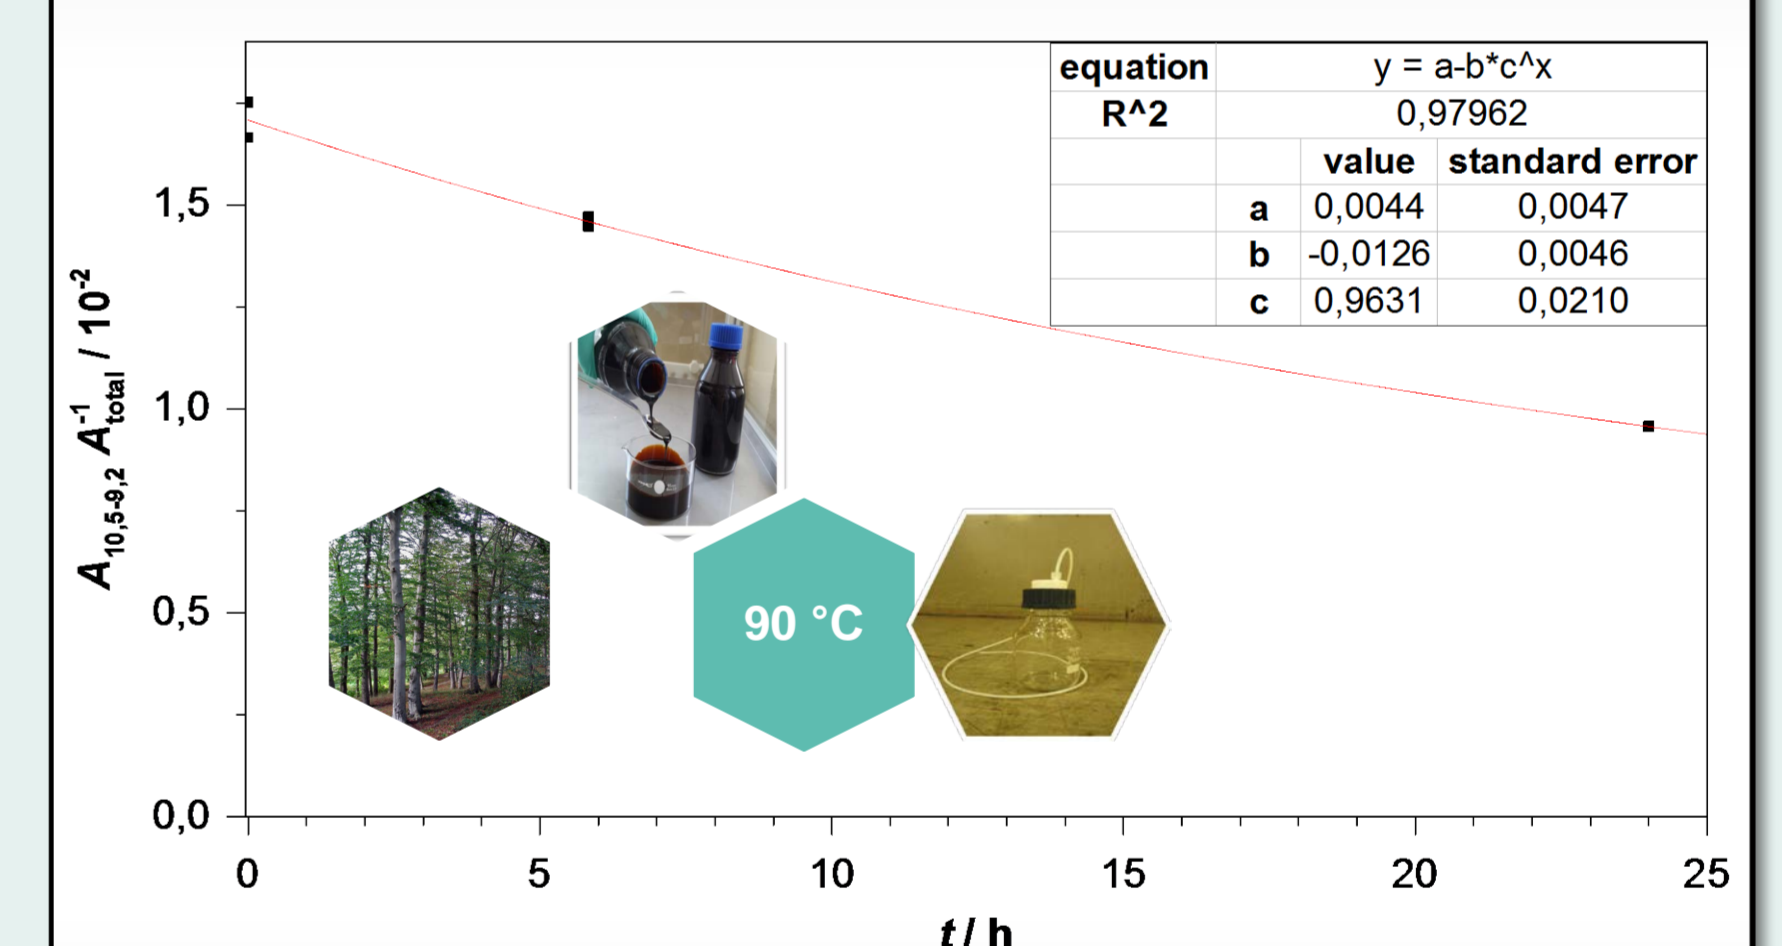 equation y = a-b*c^x
R^2 0,97962
value standard error
a 0,0044 0,0047
b -0,0126 0,0046
c 0,9631 0,0210
A10,5-9,2 A-1total / 10-2
1,5
1,0
0,5
0,0
90 °C
0 5 10 15 20 25
t / h